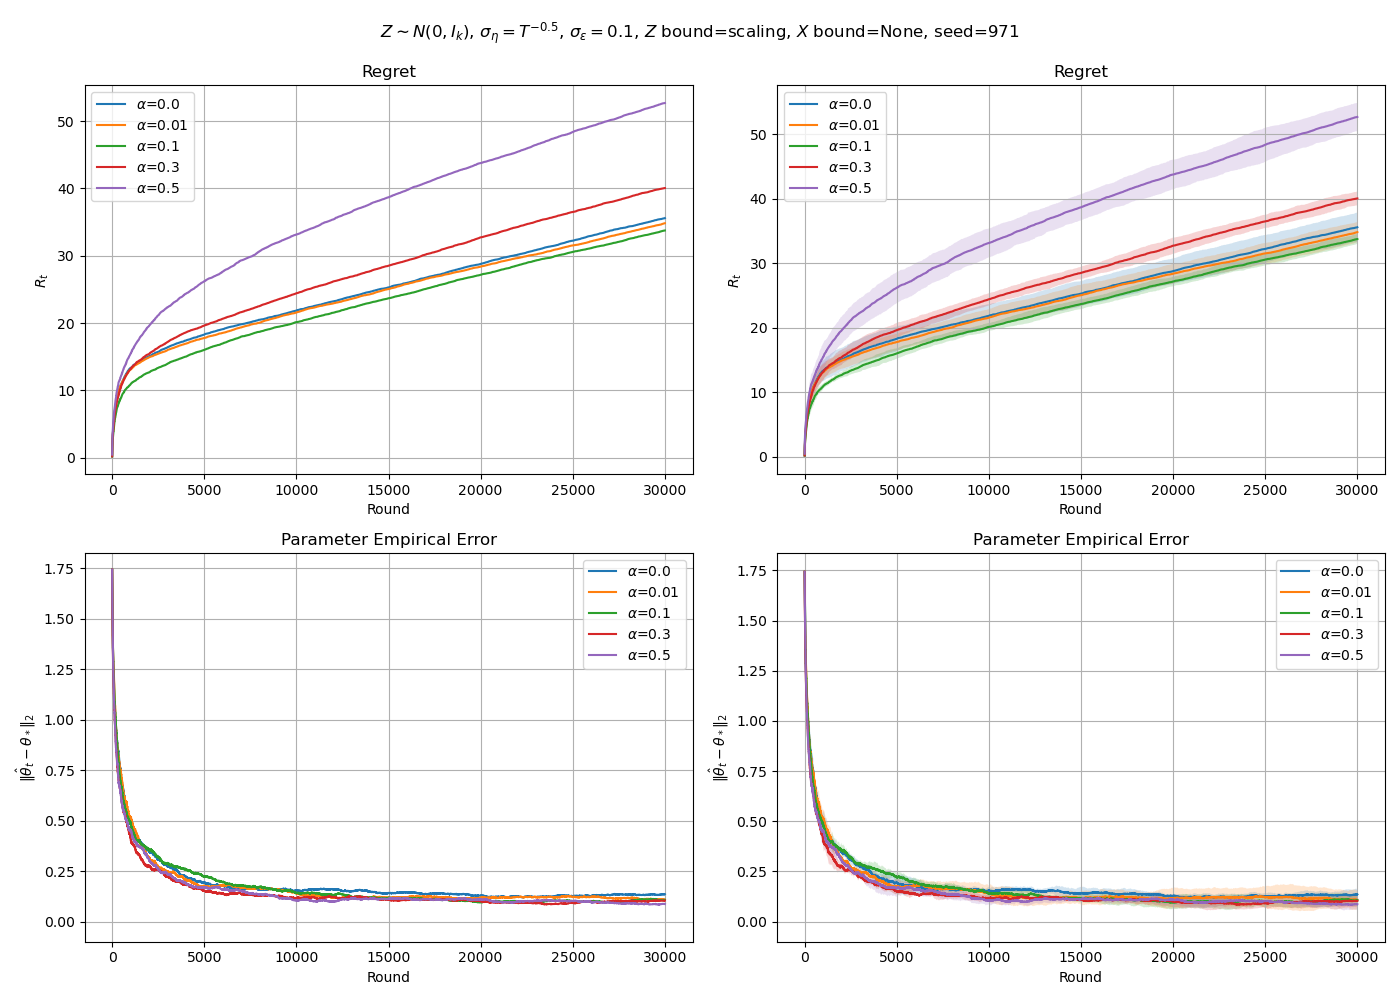 Z ∼ N(0, I_k), σ_η = T^{−0.5}, σ_ε = 0.1, Z bound=scaling, X bound=None, seed=971
Regret
R_t
50
40
30
20
10
0
α=0.0
α=0.01
α=0.1
α=0.3
α=0.5
0 5000 10000 15000 20000 25000 30000
Round
Regret
R_t
50
40
30
20
10
0
α=0.0
α=0.01
α=0.1
α=0.3
α=0.5
0 5000 10000 15000 20000 25000 30000
Round
Parameter Empirical Error
‖θ̂_t − θ_*‖_2
1.75
1.50
1.25
1.00
0.75
0.50
0.25
0.00
α=0.0
α=0.01
α=0.1
α=0.3
α=0.5
0 5000 10000 15000 20000 25000 30000
Round
Parameter Empirical Error
‖θ̂_t − θ_*‖_2
1.75
1.50
1.25
1.00
0.75
0.50
0.25
0.00
α=0.0
α=0.01
α=0.1
α=0.3
α=0.5
0 5000 10000 15000 20000 25000 30000
Round